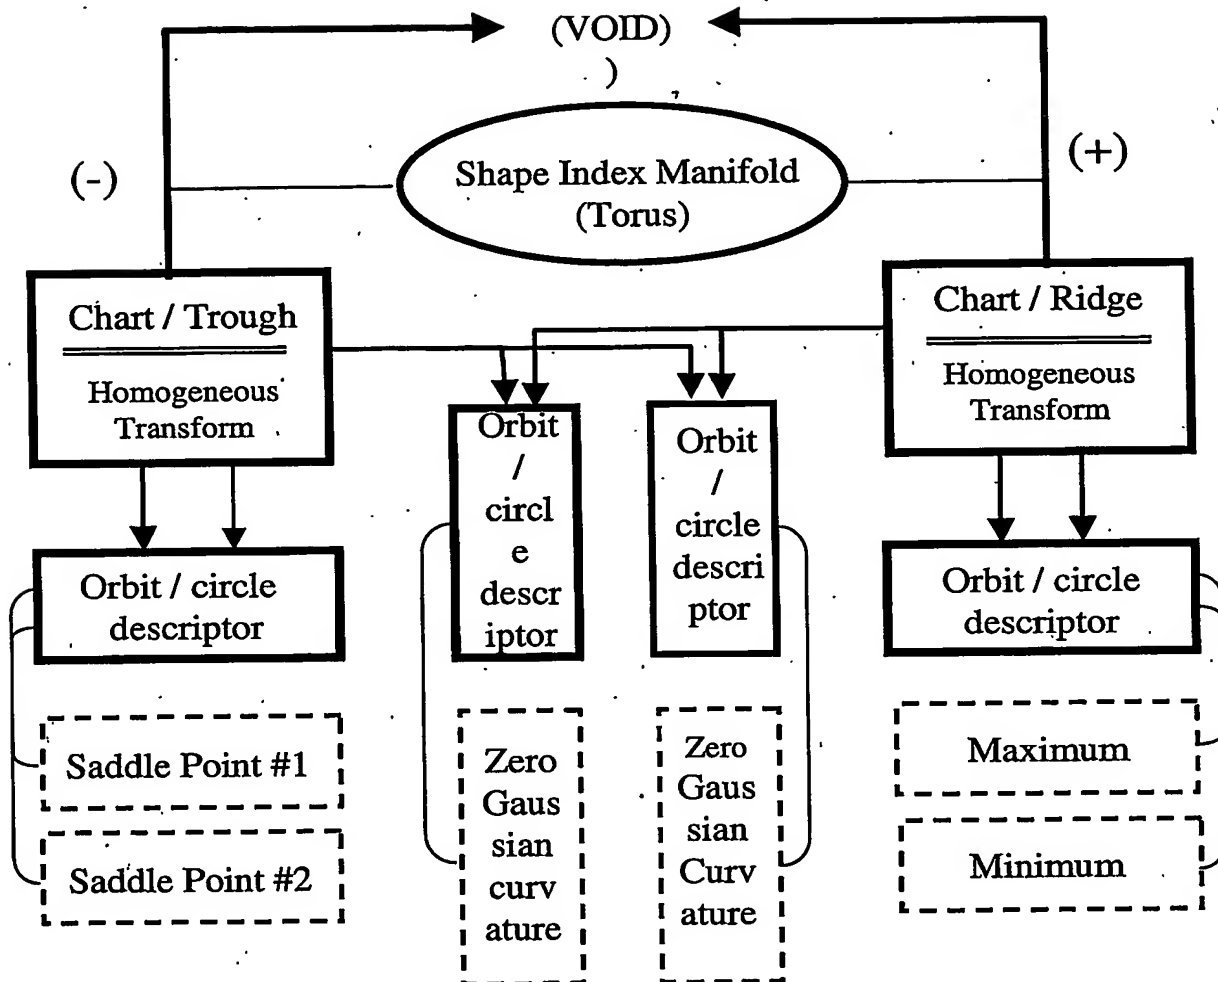 (VOID)
)
(-)
(+)
Shape Index Manifold
(Torus)
Chart / Trough
Homogeneous
Transform
Chart / Ridge
Homogeneous
Transform
Orbit
/
circl
e
descr
iptor
Orbit
/
circle
descri
ptor
Orbit / circle
descriptor
Orbit / circle
descriptor
Saddle Point #1
Saddle Point #2
Zero
Gaus
sian
curv
ature
Zero
Gaus
sian
Curv
ature
Maximum
Minimum